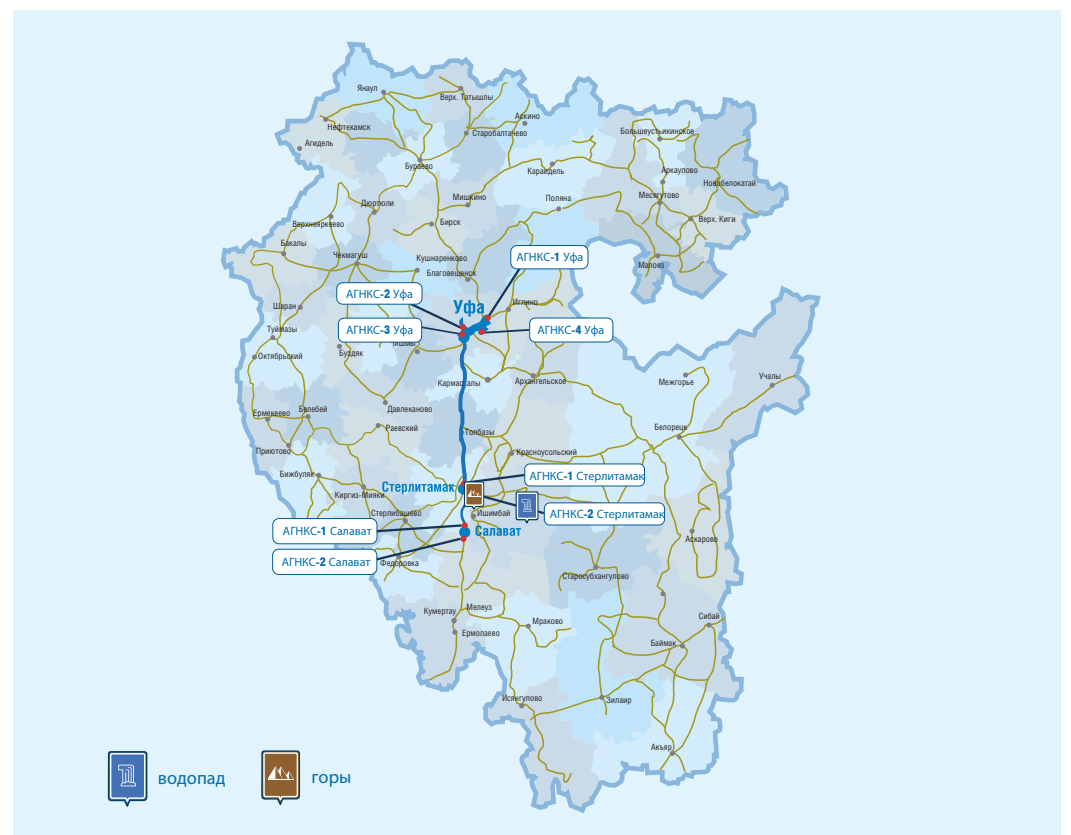 Янаул
Верх. Татышлы
Аскино
Нефтекамск
Старобалтачево
Большеустьикинское
Агидель
Бураево
Караидель
Аркаулово
Новобелокатай
Мишкино
Поляна
Месягутово
Дюртюли
Верхнеяркеево
Бирск
Верх. Киги
Бакалы
Чекмагуш
Кушнаренково
АГНКС-1 Уфа
Малояз
Благовещенск
АГНКС-2 Уфа
Шаран
Уфа
Иглино
Туймазы
АГНКС-3 Уфа
АГНКС-4 Уфа
Октябрьский
Буздяк
Кармаскалы
Архангельское
Межгорье
Учалы
Ермекеево
Белебей
Давлеканово
Раевский
Толбазы
Белорецк
Приютово
Красноусольский
Бижбуляк
АГНКС-1 Стерлитамак
Стерлитамак
Киргиз-Мияки
Стерлибашево
Ишимбай
АГНКС-2 Стерлитамак
АГНКС-1 Салават
Салават
Аскарово
АГНКС-2 Салават
Федоровка
Старосубхангулово
Кумертау
Мелеуз
Мраково
Сибай
Ермолаево
Баймак
Исянгулово
Зилаир
Акъяр
водопад
горы